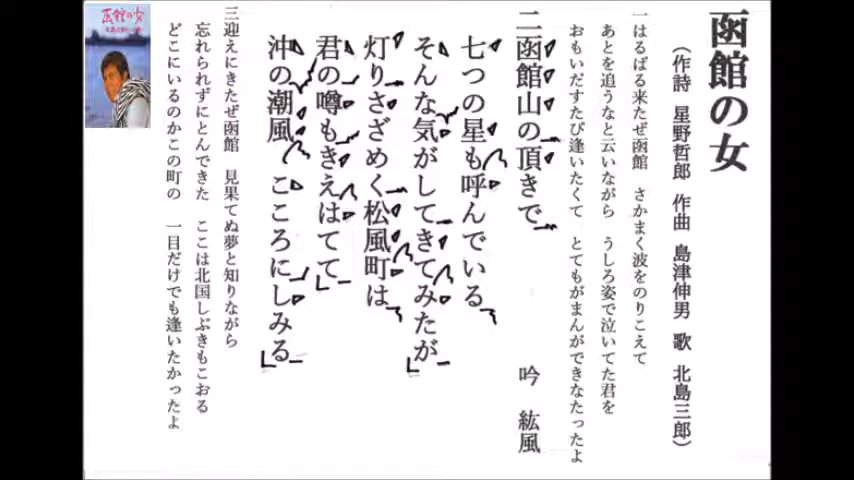 函館の女
（作詩 星野哲郎 作曲 島津伸男 歌 北島三郎）
一はるばる来たぜ函館 さかまく波をのりこえて
あとを追うなと云いながら うしろ姿で泣いてた君を
おもいだすたび逢いたくて とてもがまんができなたったよ
二函館山の頂きで 吟 紘風
七つの星も呼んでいる
そんな気がしてきてみたが
灯りさざめく松風町は
君の噂もきえはてて
沖の潮風 こころにしみる
三迎えにきたぜ函館 見果てぬ夢と知りながら
忘れられずにとんできた ここは北国しぶきもこおる
どこにいるのかこの町の 一目だけでも逢いたかったよ
函館の女